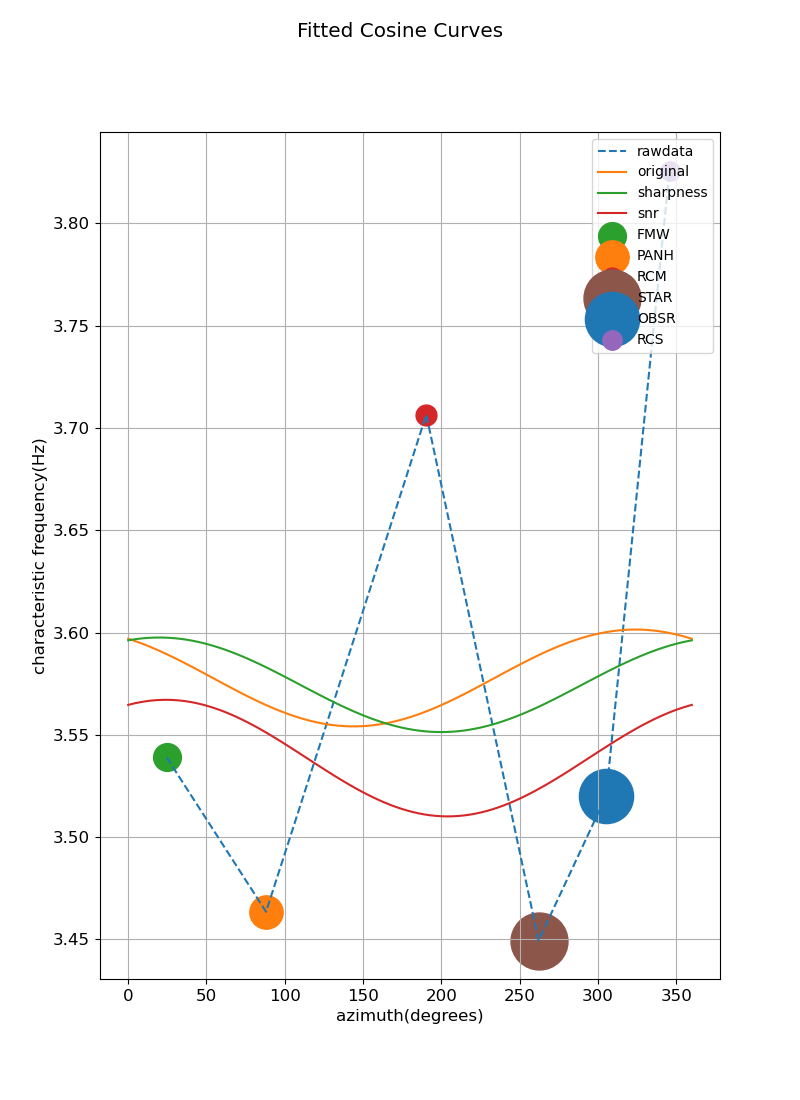 Fitted Cosine Curves
rawdata
original
sharpness
snr
FMW
PANH
RCM
STAR
OBSR
RCS
3.80
3.75
3.70
3.65
3.60
3.55
3.50
3.45
characteristic frequency(Hz)
0 50 100 150 200 250 300 350
azimuth(degrees)